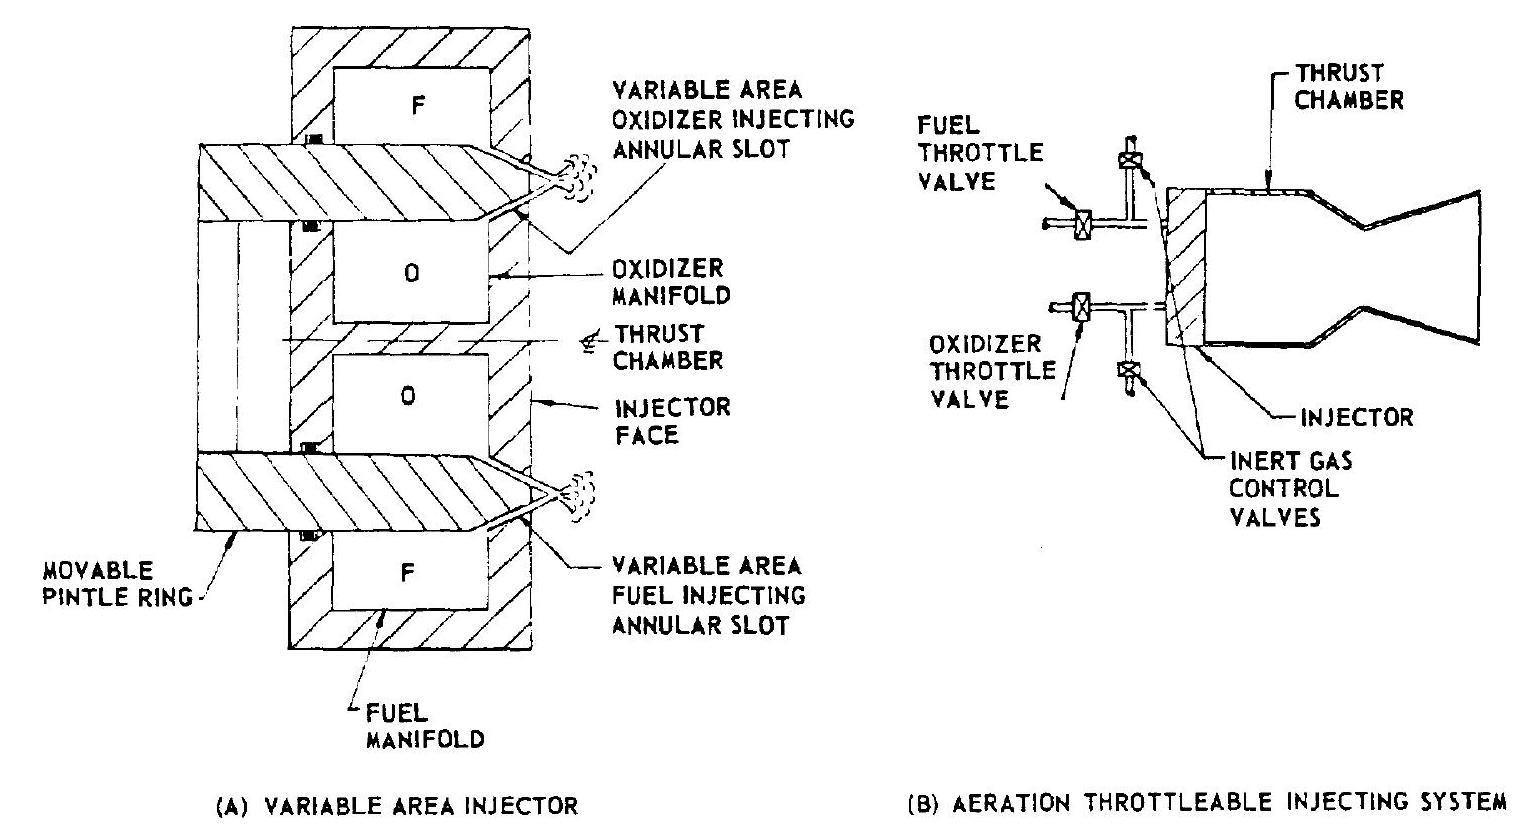 F
VARIABLE AREA
OXIDIZER INJECTING
ANNULAR SLOT
O
OXIDIZER
MANIFOLD
THRUST
CHAMBER
O
INJECTOR
FACE
MOVABLE
PINTLE RING
F
VARIABLE AREA
FUEL INJECTING
ANNULAR SLOT
FUEL
MANIFOLD
(A) VARIABLE AREA INJECTOR
THRUST
CHAMBER
FUEL
THROTTLE
VALVE
OXIDIZER
THROTTLE
VALVE
INJECTOR
INERT GAS
CONTROL
VALVES
(B) AERATION THROTTLEABLE INJECTING SYSTEM